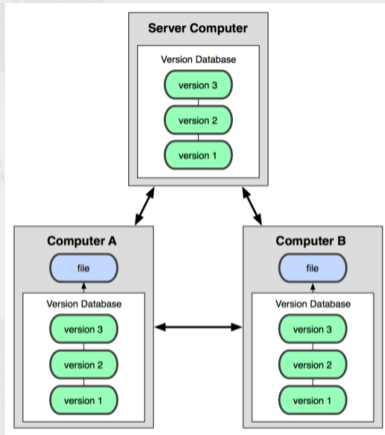 Server Computer
Version Database
version 3
version 2
version 1
Computer A
file
Version Database
version 3
version 2
version 1
Computer B
file
Version Database
version 3
version 2
version 1